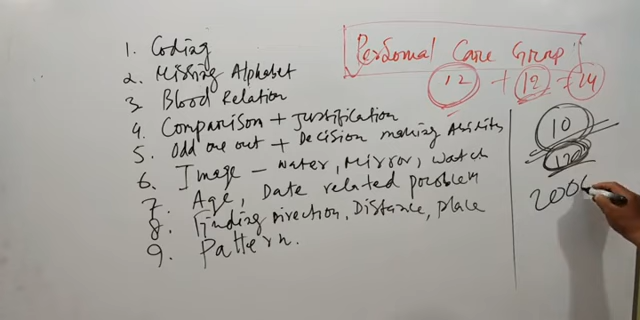 Personal Care Group
12 + 12 = 24
1. Coding
2. Missing Alphabet
3. Blood Relation
4. Comparison + Justification
5. Odd one out + Decision making Ability
6. Image - Water, Mirror, Watch
7. Age, Date related problem
8. Finding Direction, Distance, place
9. Pattern.
10
120
200